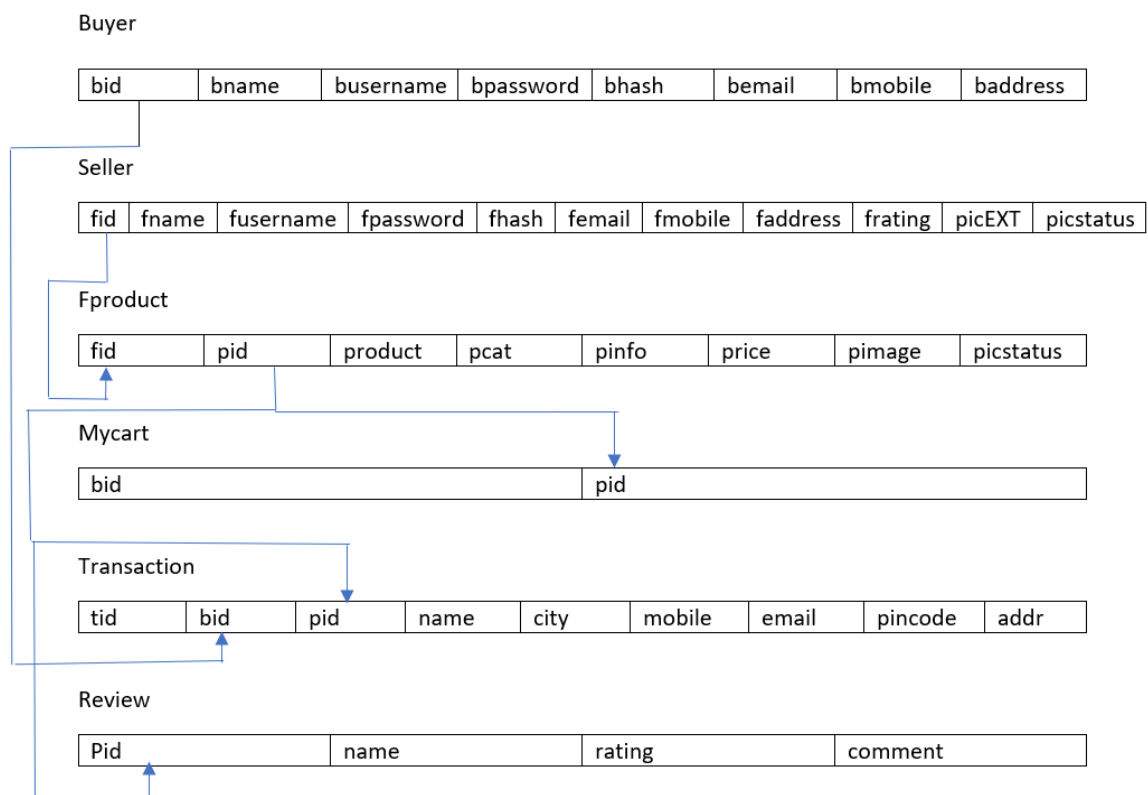 Buyer
bid bname busername bpassword bhash bemail bmobile baddress
Seller
fid fname fusername fpassword fhash femail fmobile faddress frating picEXT picstatus
Fproduct
fid pid product pcat pinfo price pimage picstatus
Mycart
bid pid
Transaction
tid bid pid name city mobile email pincode addr
Review
Pid name rating comment